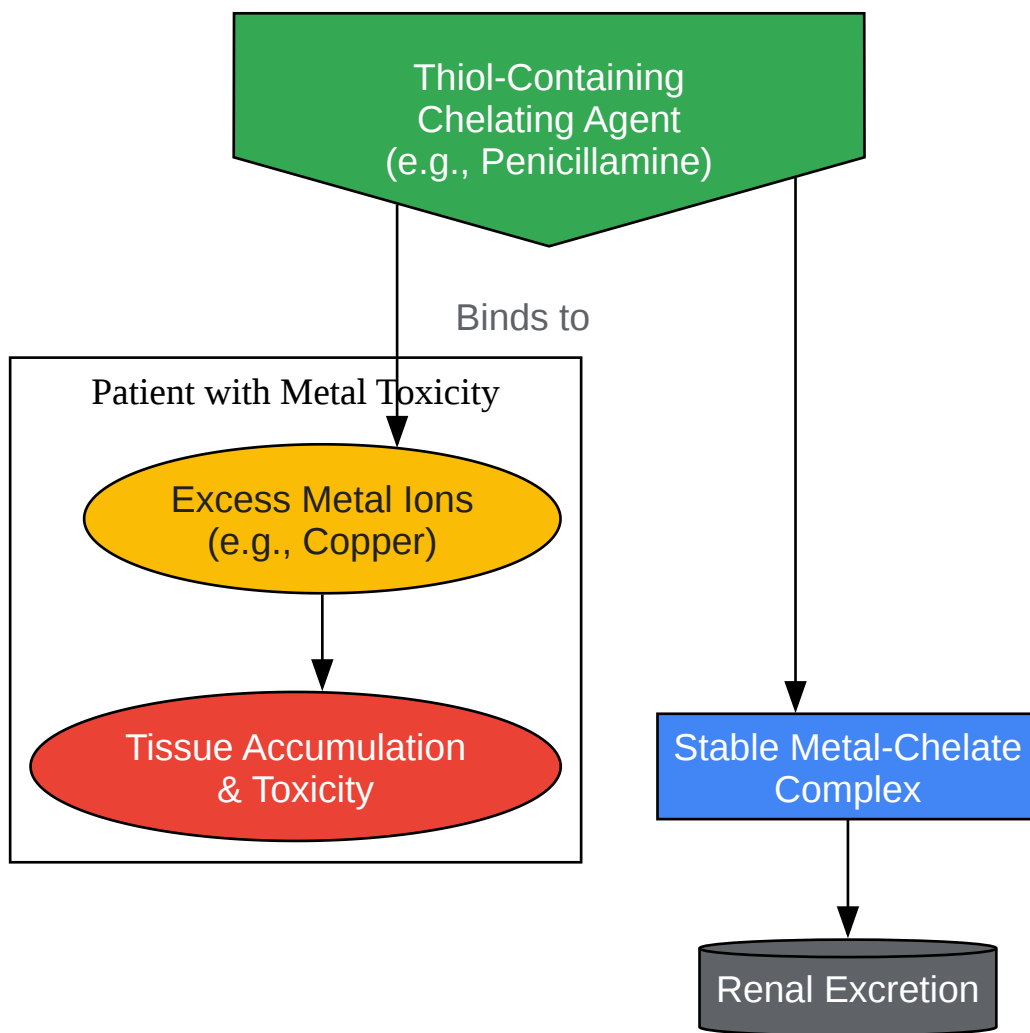 Thiol-Containing
Chelating Agent
(e.g., Penicillamine)
Binds to
Patient with Metal Toxicity
Excess Metal Ions
(e.g., Copper)
Tissue Accumulation
& Toxicity
Stable Metal-Chelate
Complex
Renal Excretion